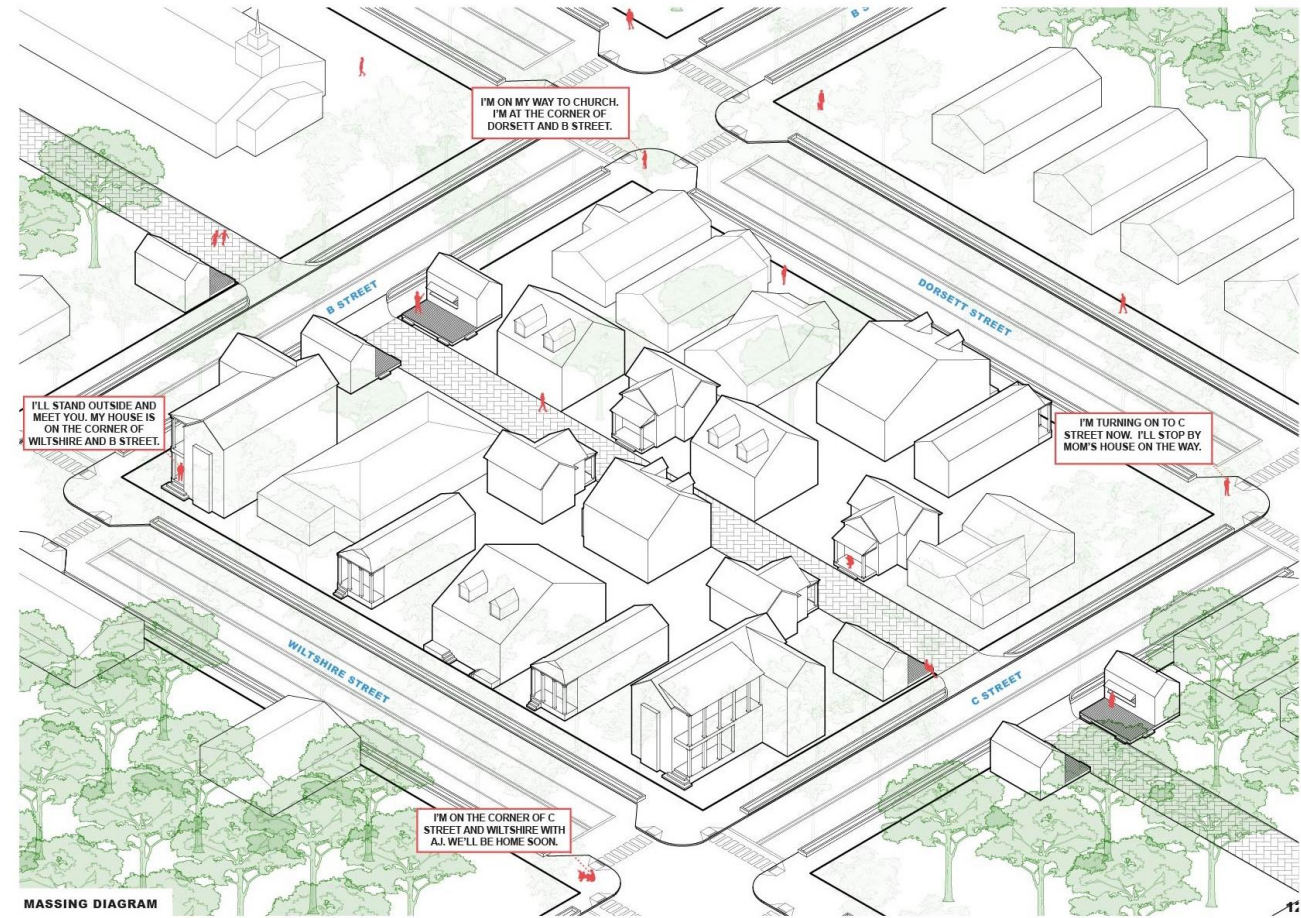 B S
I'M ON MY WAY TO CHURCH.
I'M AT THE CORNER OF
DORSETT AND B STREET.
B STREET
DORSETT STREET
I'LL STAND OUTSIDE AND
MEET YOU. MY HOUSE IS
ON THE CORNER OF
WILTSHIRE AND B STREET.
I'M TURNING ON TO C
STREET NOW. I'LL STOP BY
MOM'S HOUSE ON THE WAY.
WILTSHIRE STREET
C STREET
I'M ON THE CORNER OF C
STREET AND WILTSHIRE WITH
AJ. WE'LL BE HOME SOON.
MASSING DIAGRAM